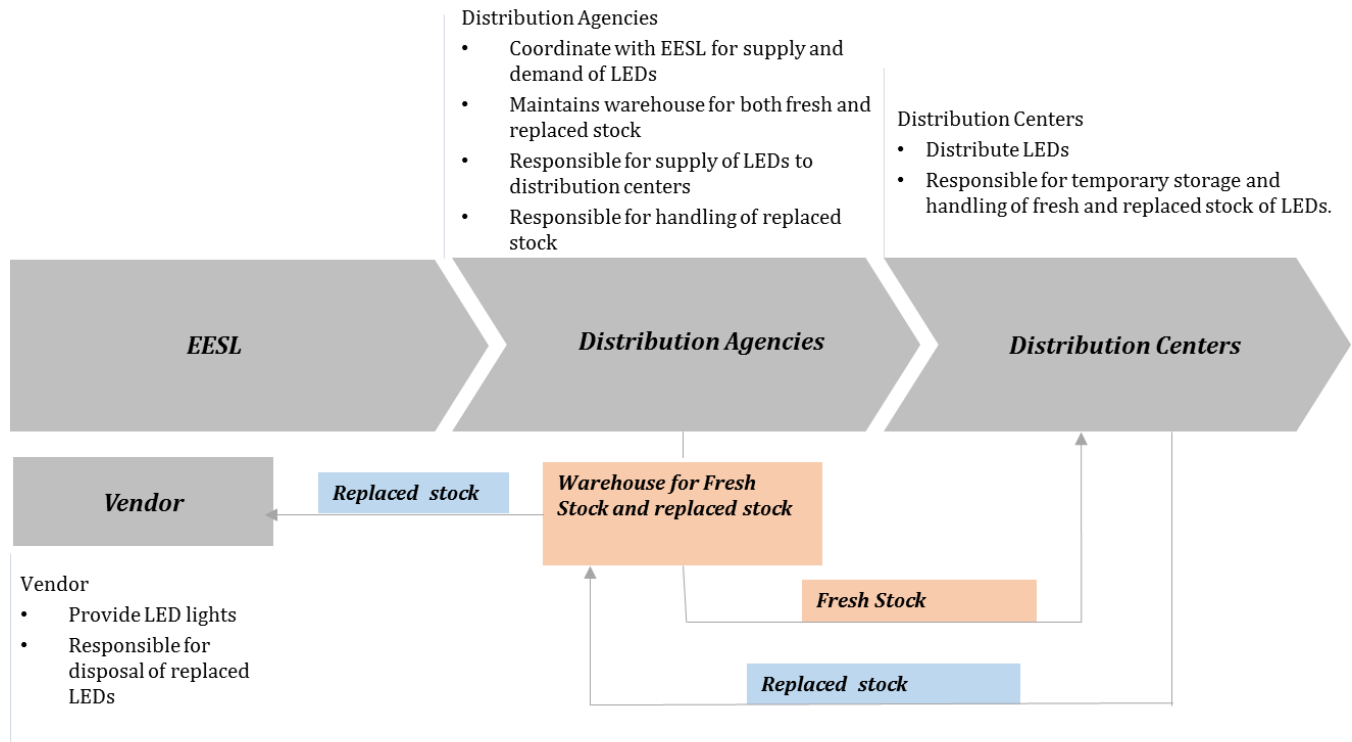 Distribution Agencies
• Coordinate with EESL for supply and
demand of LEDs
• Maintains warehouse for both fresh and
replaced stock
• Responsible for supply of LEDs to
distribution centers
• Responsible for handling of replaced
stock
Distribution Centers
• Distribute LEDs
• Responsible for temporary storage and
handling of fresh and replaced stock of LEDs.
EESL
Distribution Agencies
Distribution Centers
Vendor
Replaced stock
Warehouse for Fresh
Stock and replaced stock
Vendor
• Provide LED lights
• Responsible for
disposal of replaced
LEDs
Fresh Stock
Replaced stock